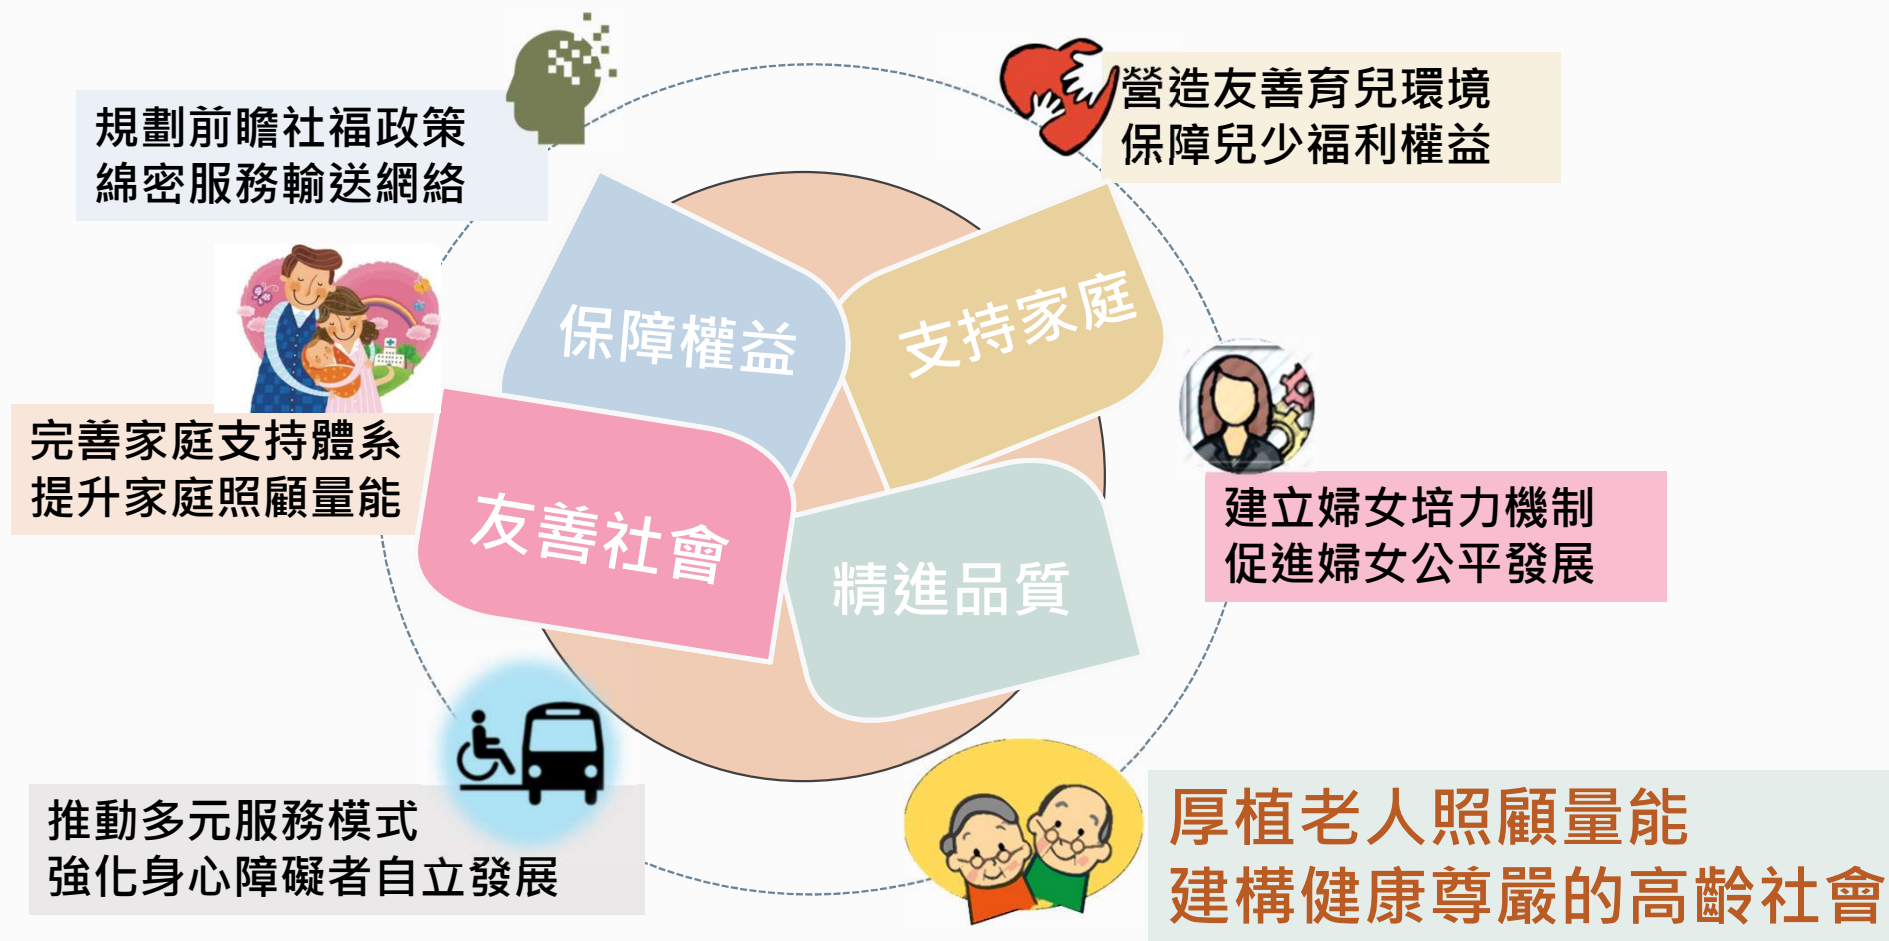 規劃前瞻社福政策
綿密服務輸送網絡
營造友善育兒環境
保障兒少福利權益
保障權益
支持家庭
完善家庭支持體系
提升家庭照顧量能
友善社會
精進品質
建立婦女培力機制
促進婦女公平發展
推動多元服務模式
強化身心障礙者自立發展
厚植老人照顧量能
建構健康尊嚴的高齡社會